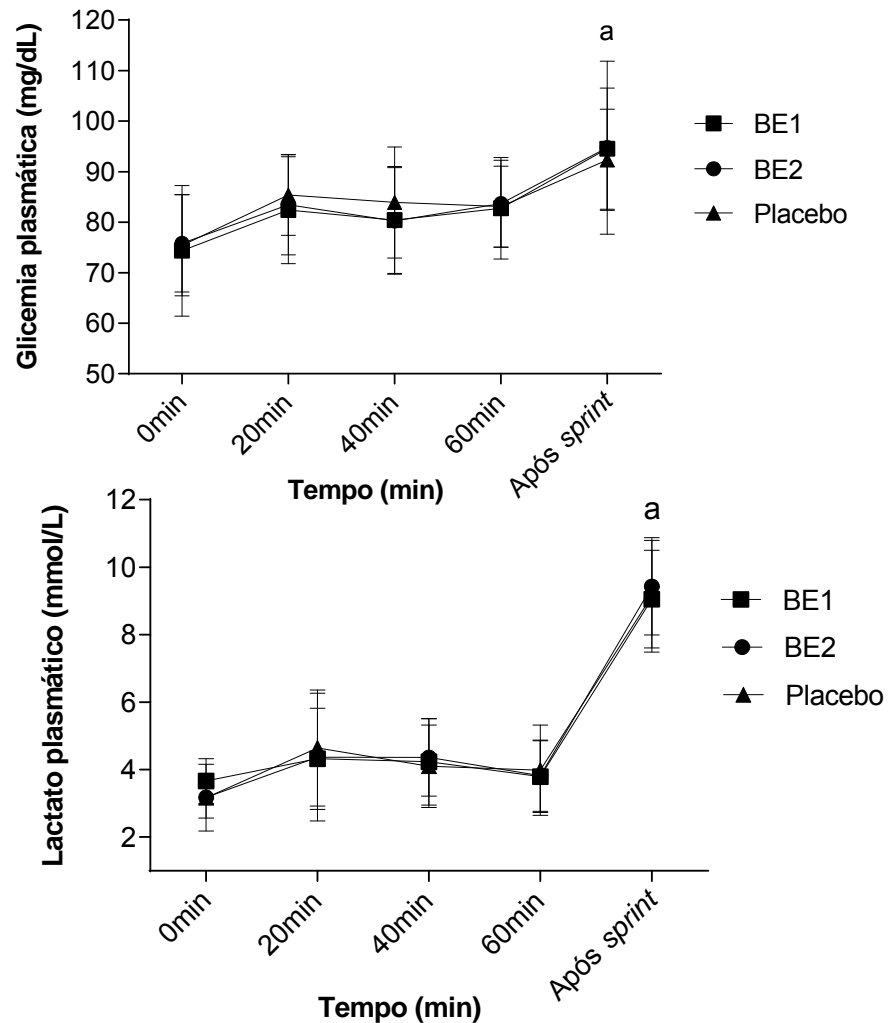 Glicemia plasmática (mg/dL)
120
110
100
90
80
70
60
50
a
BE1
BE2
Placebo
0min
20min
40min
60min
Após sprint
Tempo (min)
Lactato plasmático (mmol/L)
12
10
8
6
4
2
a
BE1
BE2
Placebo
0min
20min
40min
60min
Após sprint
Tempo (min)